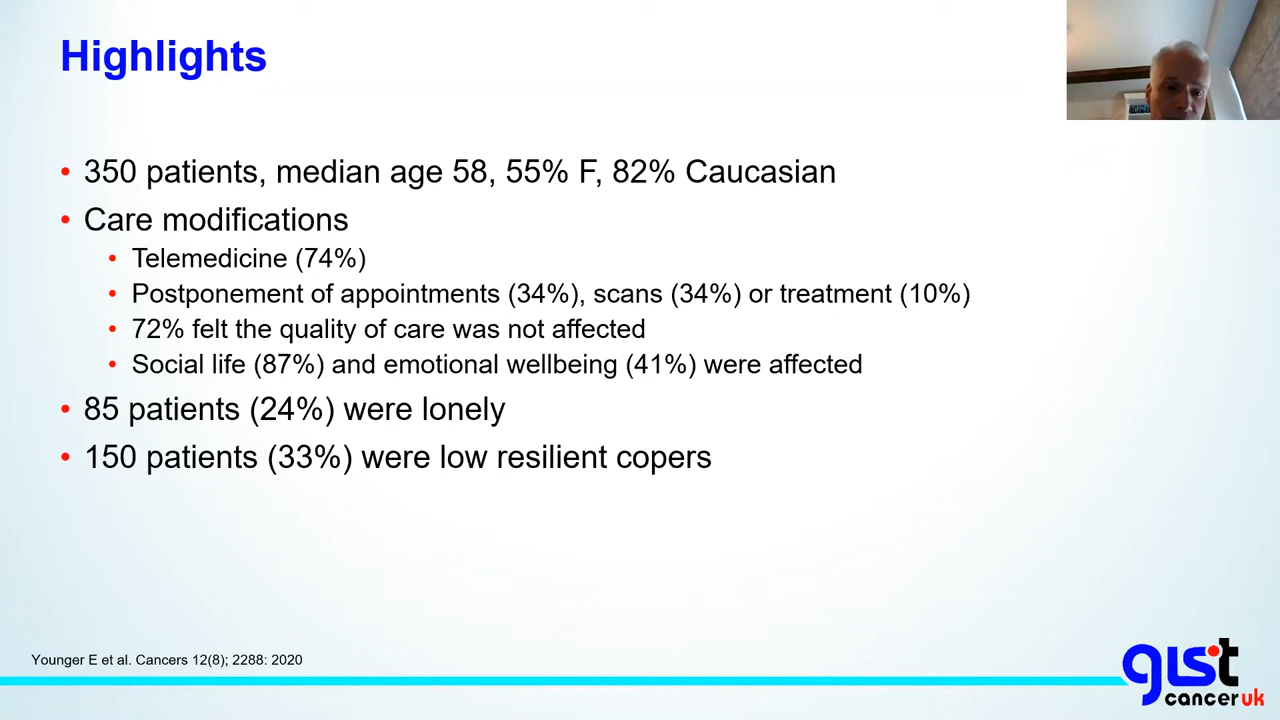 Highlights
• 350 patients, median age 58, 55% F, 82% Caucasian
• Care modifications
• Telemedicine (74%)
• Postponement of appointments (34%), scans (34%) or treatment (10%)
• 72% felt the quality of care was not affected
• Social life (87%) and emotional wellbeing (41%) were affected
• 85 patients (24%) were lonely
• 150 patients (33%) were low resilient copers
Younger E et al. Cancers 12(8); 2288: 2020
gist
cancer uk